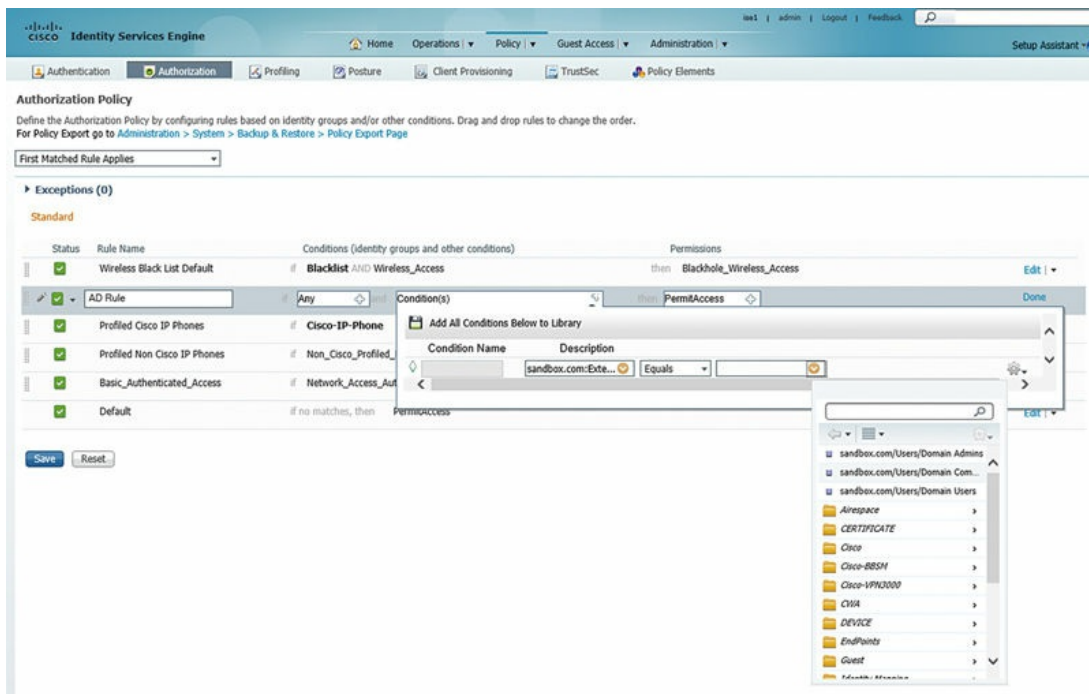 ise1 | admin | Logout | Feedback
cisco Identity Services Engine
Home Operations | Policy | Guest Access | Administration |
Setup Assistant
Authentication Authorization Profiling Posture Client Provisioning TrustSec Policy Elements
Authorization Policy
Define the Authorization Policy by configuring rules based on identity groups and/or other conditions. Drag and drop rules to change the order.
For Policy Export go to Administration > System > Backup & Restore > Policy Export Page
First Matched Rule Applies
Exceptions (0)
Standard
Status Rule Name Conditions (identity groups and other conditions) Permissions
Wireless Black List Default if Blacklist AND Wireless_Access then Blackhole_Wireless_Access Edit |
AD Rule if Any and Condition(s) then PermitAccess Done
Profiled Cisco IP Phones if Cisco-IP-Phone
Add All Conditions Below to Library
Profiled Non Cisco IP Phones if Non_Cisco_Profiled_
Condition Name Description
sandbox.com:Exte... Equals
Basic_Authenticated_Access if Network_Access_Aut
Default if no matches, then PermitAccess Edit |
Save Reset
sandbox.com/Users/Domain Admins
sandbox.com/Users/Domain Com...
sandbox.com/Users/Domain Users
Airespace
CERTIFICATE
Cisco
Cisco-BBSM
Cisco-VPN3000
CWA
DEVICE
EndPoints
Guest
Identity Mapping